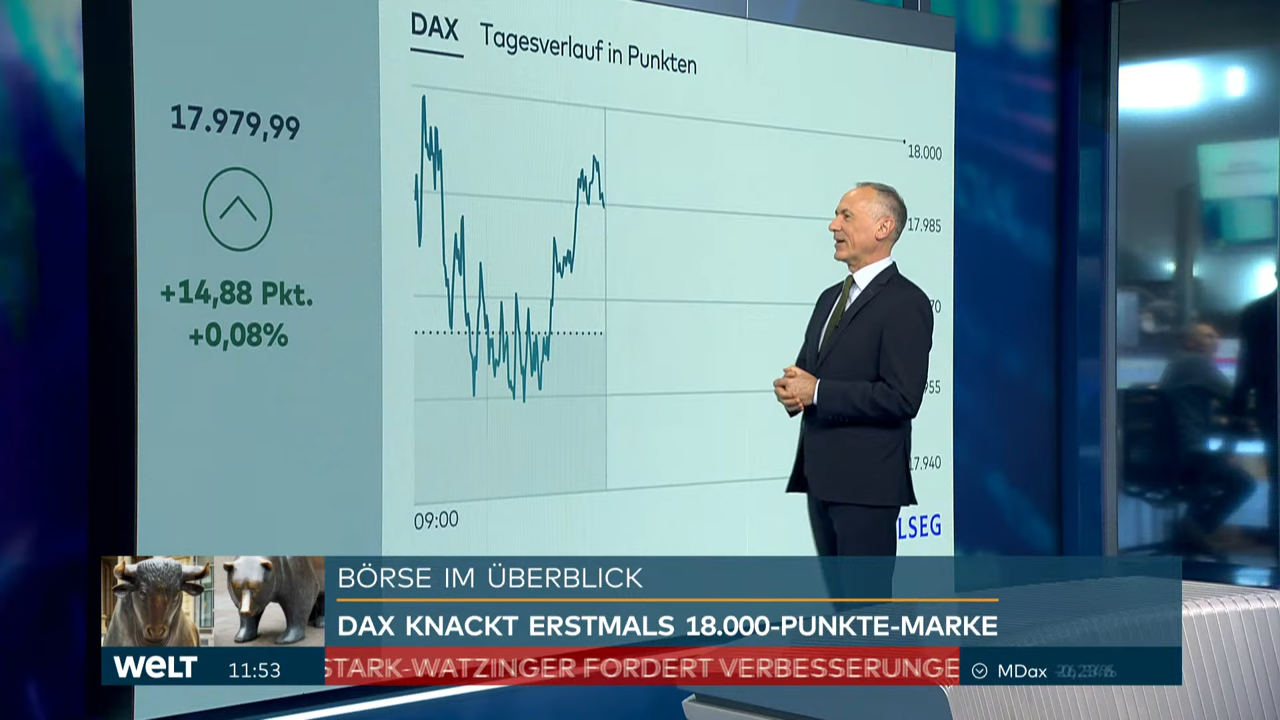 DAX Tagesverlauf in Punkten
17.979,99
+14,88 Pkt.
+0,08%
18.000
17.985
70
55
17.940
09:00
LSEG
BÖRSE IM ÜBERBLICK
DAX KNACKT ERSTMALS 18.000-PUNKTE-MARKE
WELT 11:53 STARK-WATZINGER FORDERT VERBESSERUNGE MDax